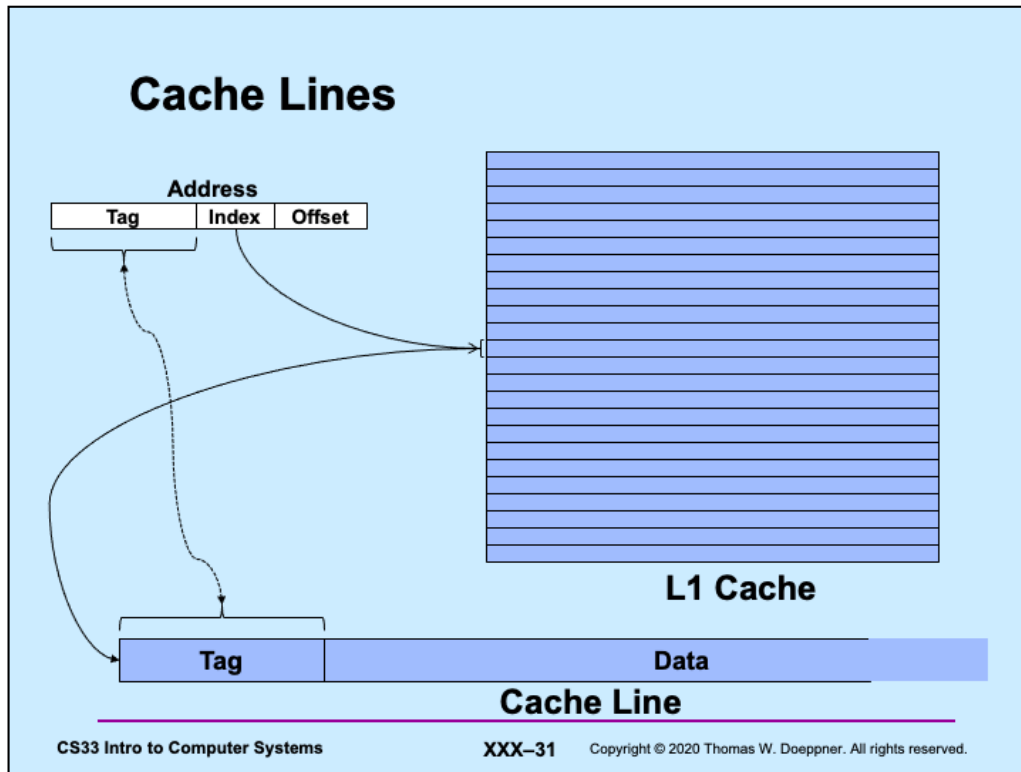 Cache Lines
Address
Tag Index Offset
L1 Cache
Tag Data
Cache Line
CS33 Intro to Computer Systems XXX–31 Copyright © 2020 Thomas W. Doeppner. All rights reserved.